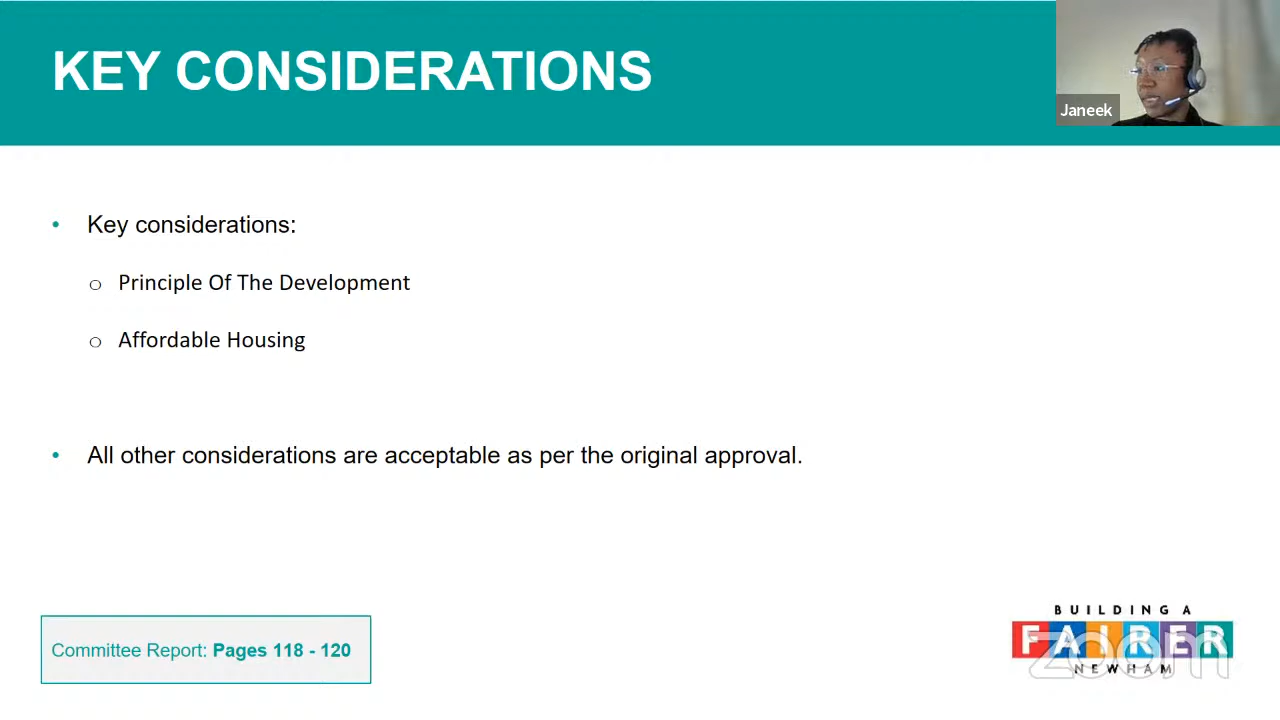 KEY CONSIDERATIONS
Janeek
• Key considerations:
o Principle Of The Development
o Affordable Housing
• All other considerations are acceptable as per the original approval.
Committee Report: Pages 118 - 120
BUILDING A
FAIRER
NEWHAM
zoom